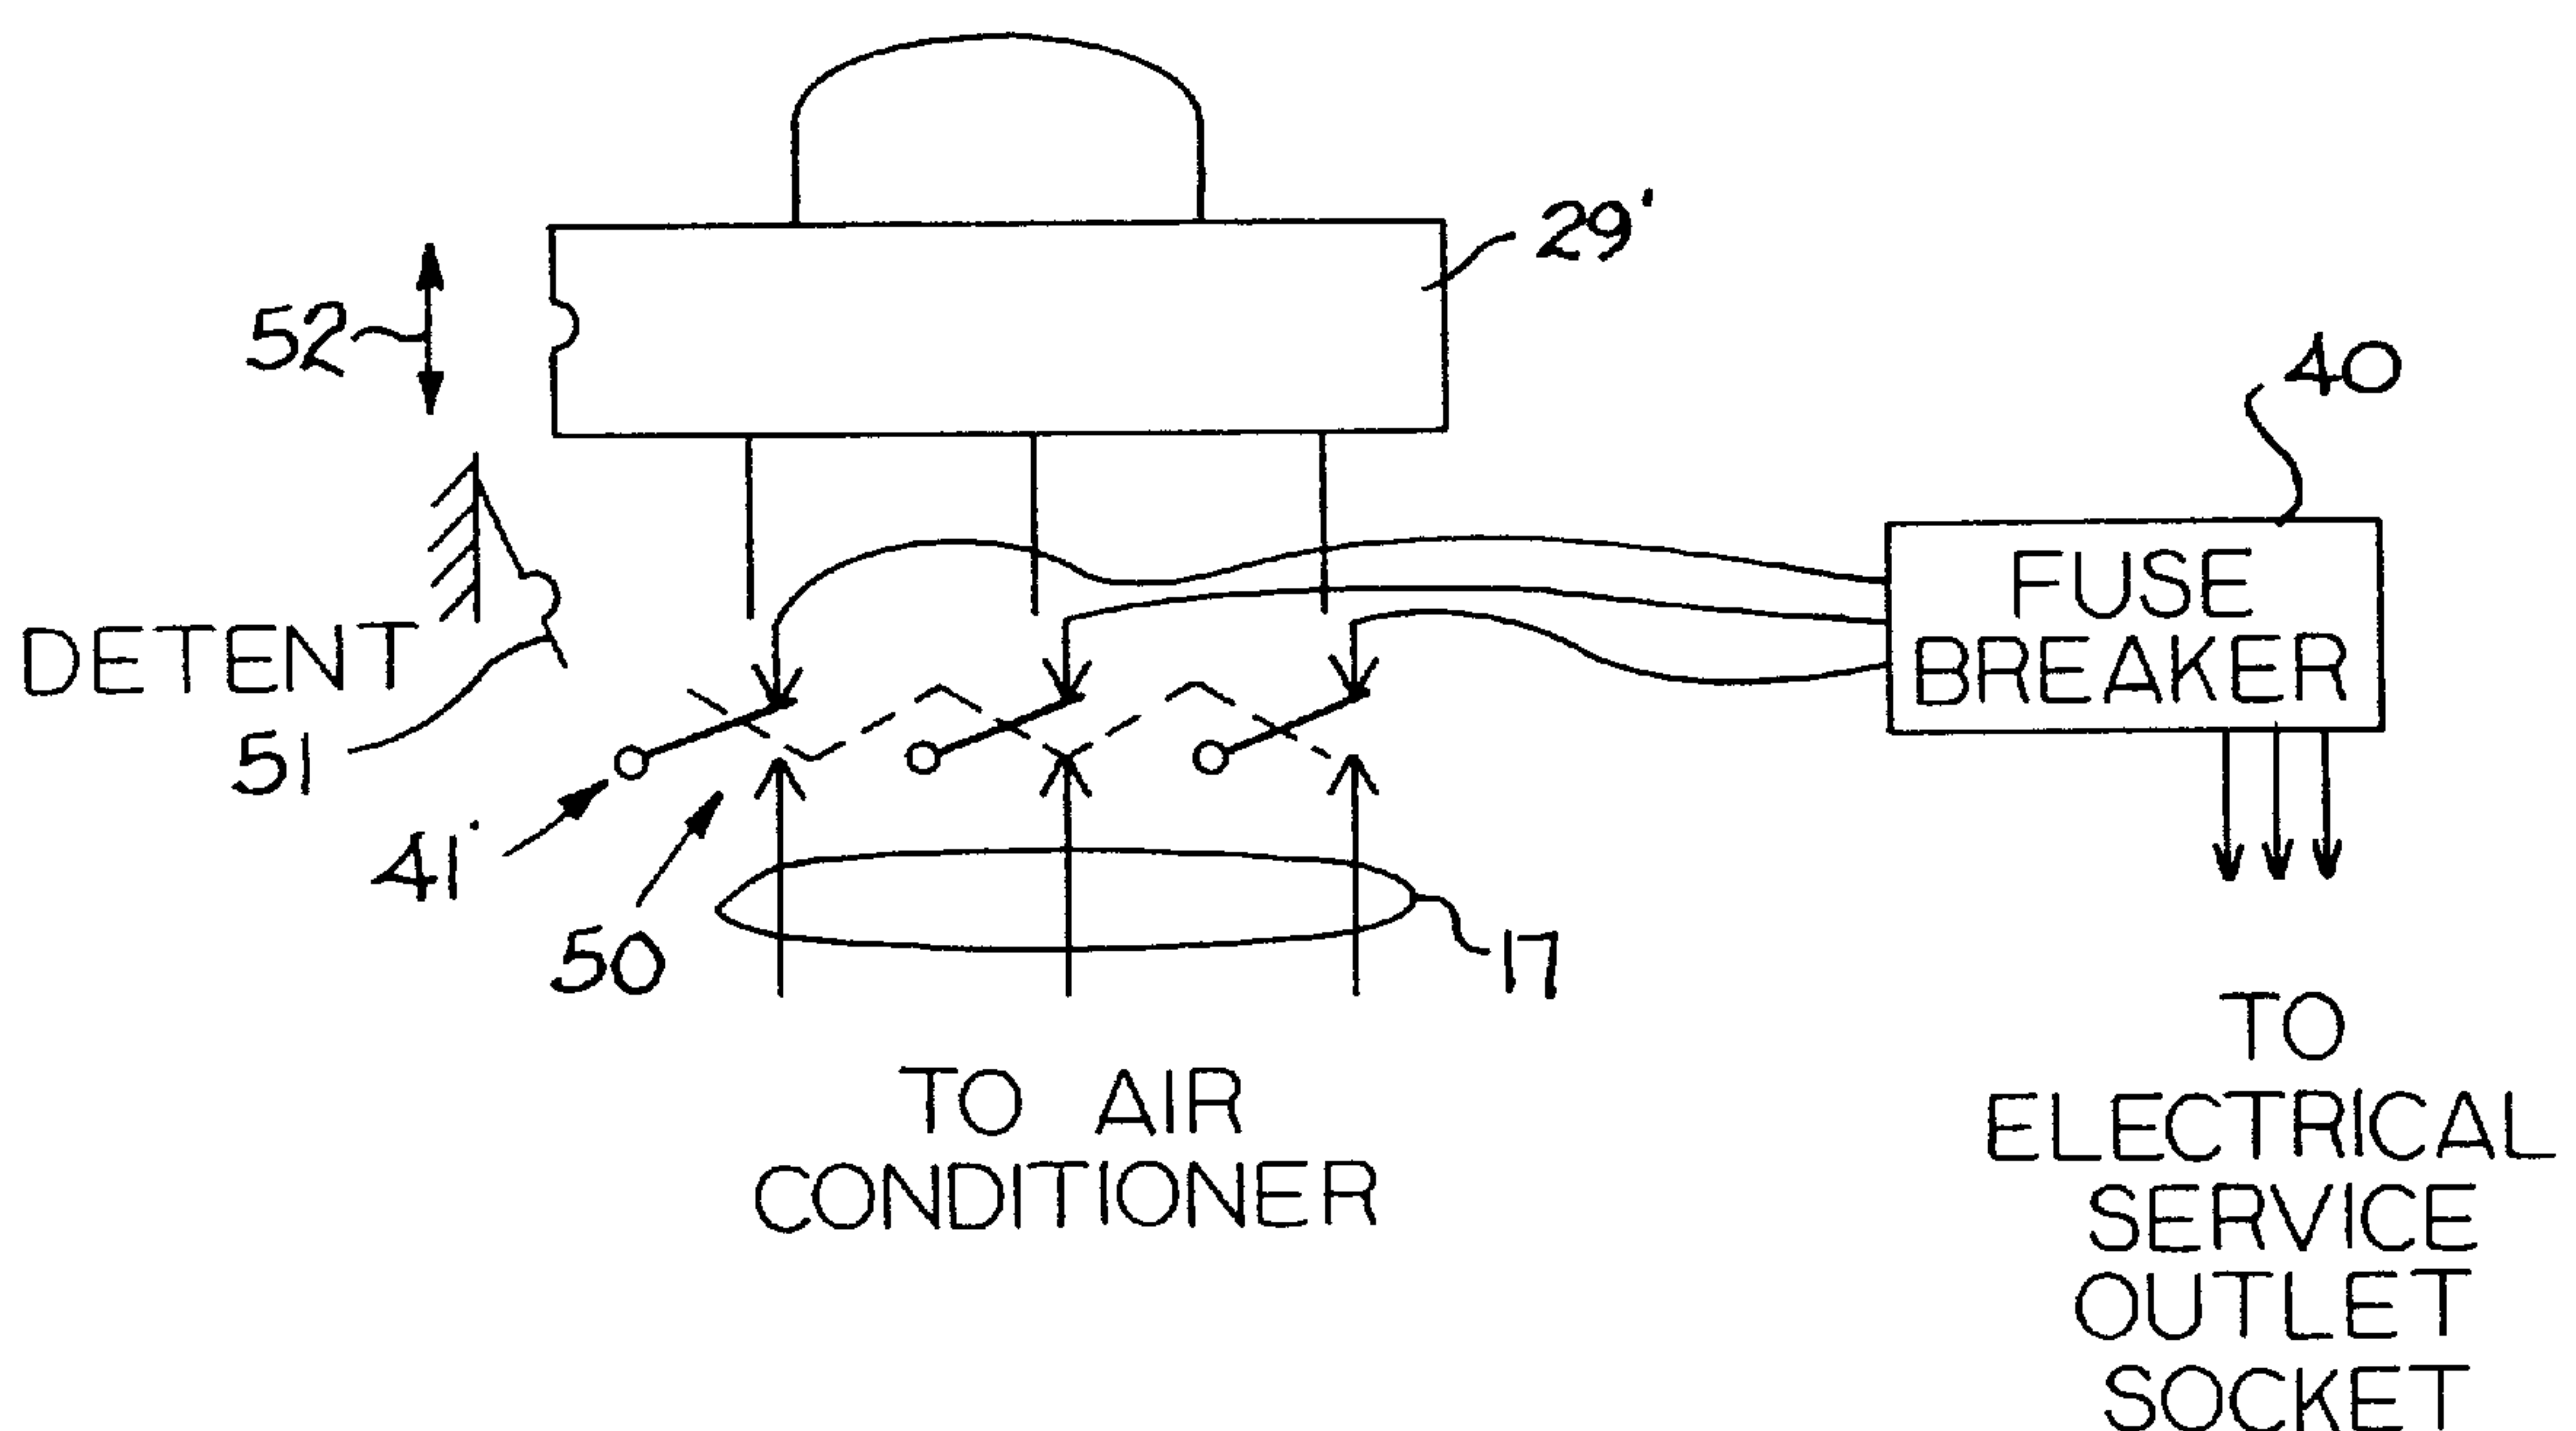 29'
52
40
FUSE
BREAKER
DETENT
51
41'
50
17
TO AIR
CONDITIONER
TO
ELECTRICAL
SERVICE
OUTLET
SOCKET